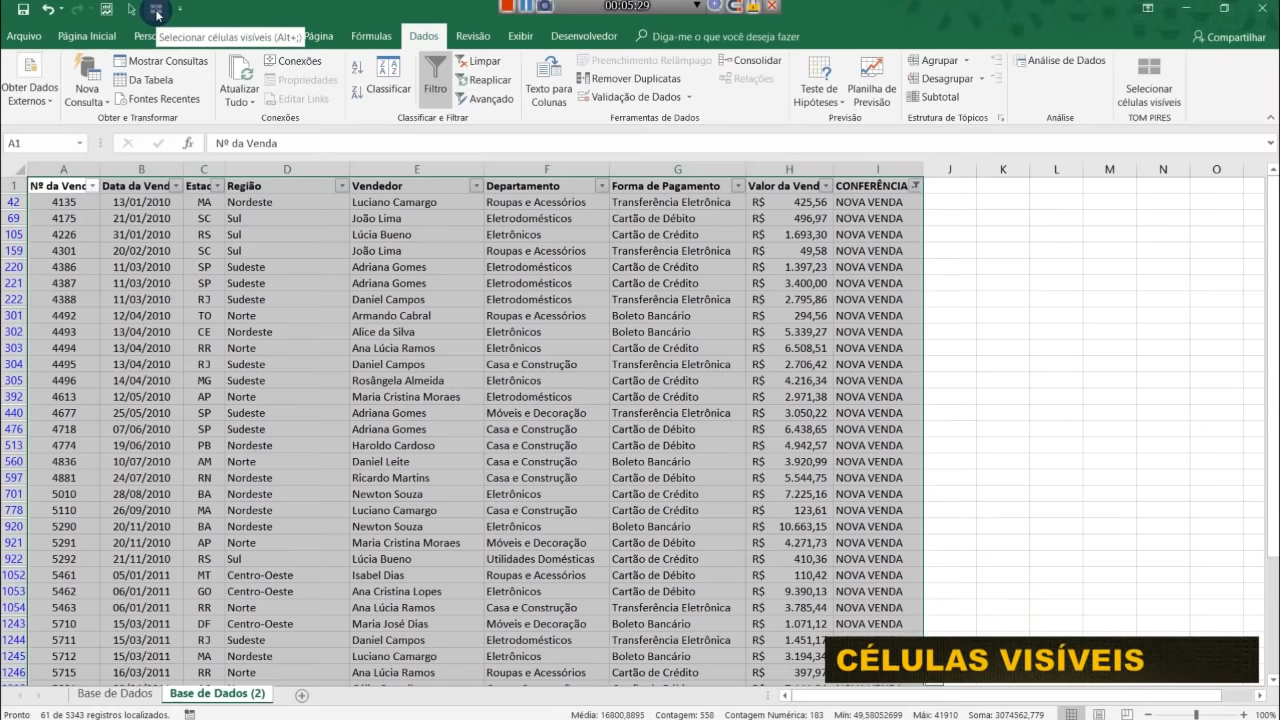 00:05:29
Selecionar células visíveis (Alt+;)
Arquivo Página Inicial Perso Página Fórmulas Dados Revisão Exibir Desenvolvedor Diga-me o que você deseja fazer Compartilhar
Obter Dados Externos
Nova Consulta
Mostrar Consultas
Da Tabela
Fontes Recentes
Obter e Transformar
Atualizar Tudo
Conexões
Propriedades
Editar Links
Conexões
Classificar
Filtro
Limpar
Reaplicar
Avançado
Classificar e Filtrar
Texto para Colunas
Preenchimento Relâmpago
Remover Duplicatas
Validação de Dados
Consolidar
Relações
Ferramentas de Dados
Teste de Hipóteses
Planilha de Previsão
Previsão
Agrupar
Desagrupar
Subtotal
Estrutura de Tópicos
Análise de Dados
Análise
Selecionar células visíveis
TOM PIRES
A1 fx Nº da Venda
A B C D E F G H I J K L M N O
1 Nº da Vend Data da Vend Estad Região Vendedor Departamento Forma de Pagamento Valor da Vend CONFERÊNCIA
42 4135 13/01/2010 MA Nordeste Luciano Camargo Roupas e Acessórios Transferência Eletrônica R$ 425,56 NOVA VENDA
69 4175 21/01/2010 SC Sul João Lima Eletrodomésticos Cartão de Débito R$ 496,97 NOVA VENDA
105 4226 31/01/2010 RS Sul Lúcia Bueno Eletrodomésticos Cartão de Crédito R$ 1.693,30 NOVA VENDA
159 4301 20/02/2010 SC Sul João Lima Roupas e Acessórios Transferência Eletrônica R$ 49,58 NOVA VENDA
220 4386 11/03/2010 SP Sudeste Adriana Gomes Eletrodomésticos Cartão de Crédito R$ 1.397,23 NOVA VENDA
221 4387 11/03/2010 SP Sudeste Adriana Gomes Eletrodomésticos Cartão de Crédito R$ 3.400,00 NOVA VENDA
222 4388 11/03/2010 RJ Sudeste Daniel Campos Eletrodomésticos Transferência Eletrônica R$ 2.795,86 NOVA VENDA
301 4492 12/04/2010 TO Norte Armando Cabral Roupas e Acessórios Boleto Bancário R$ 294,56 NOVA VENDA
302 4493 13/04/2010 CE Nordeste Alice da Silva Eletrônicos Boleto Bancário R$ 5.339,27 NOVA VENDA
303 4494 13/04/2010 RR Norte Ana Lúcia Ramos Eletrônicos Cartão de Crédito R$ 6.508,51 NOVA VENDA
304 4495 13/04/2010 RJ Sudeste Daniel Campos Casa e Construção Transferência Eletrônica R$ 2.706,42 NOVA VENDA
305 4496 14/04/2010 MG Sudeste Rosângela Almeida Eletrônicos Cartão de Crédito R$ 4.216,34 NOVA VENDA
392 4613 12/05/2010 AP Norte Maria Cristina Moraes Eletrodomésticos Cartão de Crédito R$ 2.971,38 NOVA VENDA
440 4677 25/05/2010 SP Sudeste Adriana Gomes Móveis e Decoração Transferência Eletrônica R$ 3.050,22 NOVA VENDA
476 4718 07/06/2010 SP Sudeste Adriana Gomes Casa e Construção Cartão de Débito R$ 6.438,65 NOVA VENDA
513 4774 19/06/2010 PB Nordeste Haroldo Cardoso Casa e Construção Cartão de Débito R$ 4.942,57 NOVA VENDA
560 4836 10/07/2010 AM Norte Daniel Leite Casa e Construção Boleto Bancário R$ 3.920,99 NOVA VENDA
597 4881 24/07/2010 RN Nordeste Ricardo Martins Casa e Construção Cartão de Débito R$ 5.544,75 NOVA VENDA
701 5010 28/08/2010 BA Nordeste Newton Souza Eletrônicos Cartão de Crédito R$ 7.225,16 NOVA VENDA
778 5110 26/09/2010 MA Nordeste Luciano Camargo Roupas e Acessórios Cartão de Crédito R$ 123,61 NOVA VENDA
920 5290 20/11/2010 BA Nordeste Newton Souza Eletrônicos Boleto Bancário R$ 10.663,15 NOVA VENDA
921 5291 20/11/2010 AP Norte Maria Cristina Moraes Móveis e Decoração Cartão de Débito R$ 4.271,73 NOVA VENDA
922 5292 21/11/2010 RS Sul Lúcia Bueno Utilidades Domésticas Cartão de Crédito R$ 410,36 NOVA VENDA
1052 5461 05/01/2011 MT Centro-Oeste Isabel Dias Roupas e Acessórios Cartão de Débito R$ 110,42 NOVA VENDA
1053 5462 06/01/2011 GO Centro-Oeste Ana Cristina Lopes Eletrônicos Cartão de Débito R$ 9.390,13 NOVA VENDA
1054 5463 06/01/2011 RR Norte Ana Lúcia Ramos Casa e Construção Transferência Eletrônica R$ 3.785,44 NOVA VENDA
1243 5710 15/03/2011 DF Centro-Oeste Maria José Dias Móveis e Decoração Cartão de Débito R$ 1.071,12 NOVA VENDA
1244 5711 15/03/2011 RJ Sudeste Daniel Campos Eletrodomésticos Transferência Eletrônica R$ 1.451,17
1245 5712 15/03/2011 MA Nordeste Luciano Camargo Eletrodomésticos Boleto Bancário R$ 3.194,34
1246 5715 16/03/2011 RR Norte Ana Lúcia Ramos Casa e Construção Cartão de Crédito R$ 397,97
CÉLULAS VISÍVEIS
Base de Dados Base de Dados (2)
Pronto 61 de 5343 registros localizados. Média: 16800,8895 Contagem: 558 Contagem Numérica: 183 Mín: 49,58052699 Máx: 41910 Soma: 3074562,779 100%